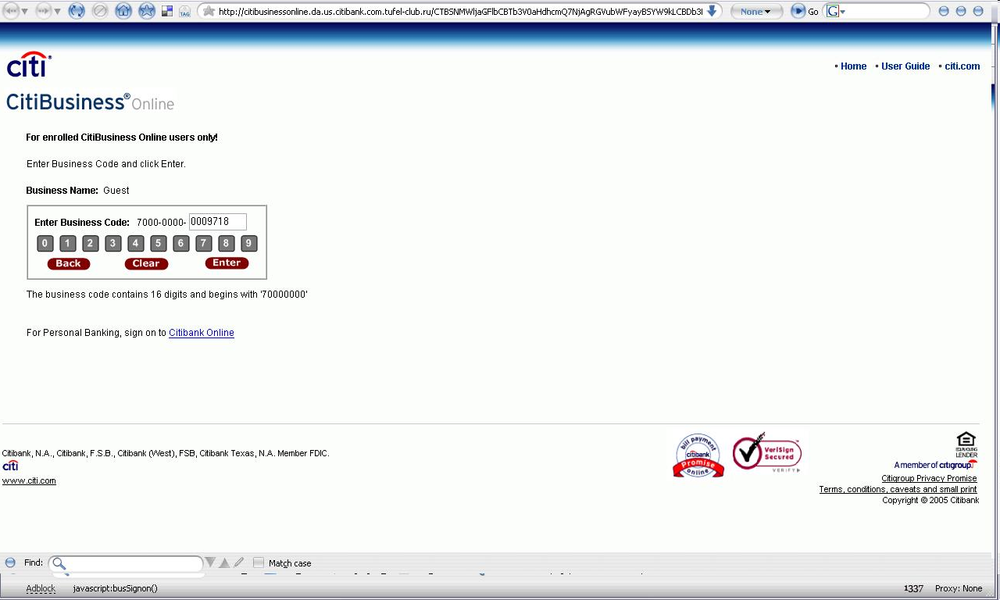 http://citibusinessonline.da.us.citibank.com.tufel-club.ru/ None Go G
TAG
citi
Home User Guide citi.com
CitiBusiness® Online
For enrolled CitiBusiness Online users only!
Enter Business Code and click Enter.
Business Name: Guest
Enter Business Code: 7000-0000- 0009718
0 1 2 3 4 5 6 7 8 9
Back Clear Enter
The business code contains 16 digits and begins with '70000000'
For Personal Banking, sign on to Citibank Online
Citibank, N.A., Citibank, F.S.B., Citibank (West), FSB, Citibank Texas, N.A. Member FDIC.
citi
www.citi.com
bill payment
citibank
Promise
online
VeriSign
Secured
VERIFY
LENDER
A member of citigroup
Citigroup Privacy Promise
Terms, conditions, caveats and small print
Copyright © 2005 Citibank
Find: Match case
Adblock javascript:busSignon() 1337 Proxy: None